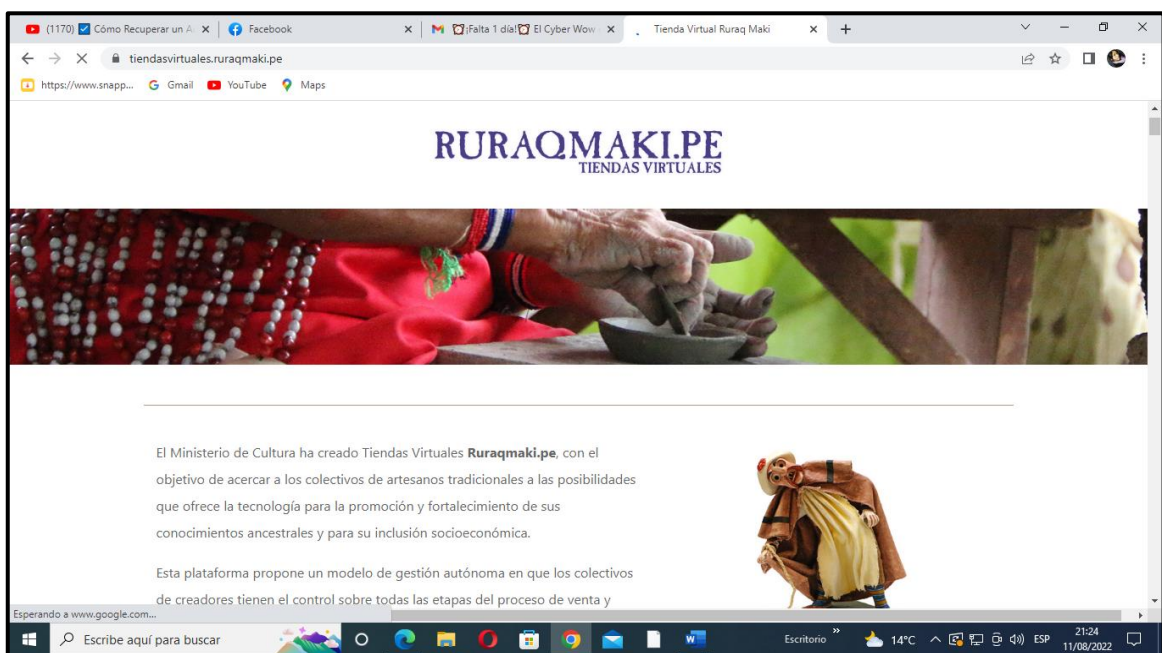 (1170) ✅ Cómo Recuperar un A
Facebook
⏰¡Falta 1 día!⏰ El Cyber Wow
Tienda Virtual Ruraq Maki
tiendasvirtuales.ruraqmaki.pe
https://www.snapp...
Gmail
YouTube
Maps
RURAQMAKI.PE
TIENDAS VIRTUALES
El Ministerio de Cultura ha creado Tiendas Virtuales Ruraqmaki.pe, con el
objetivo de acercar a los colectivos de artesanos tradicionales a las posibilidades
que ofrece la tecnología para la promoción y fortalecimiento de sus
conocimientos ancestrales y para su inclusión socioeconómica.
Esta plataforma propone un modelo de gestión autónoma en que los colectivos
de creadores tienen el control sobre todas las etapas del proceso de venta y
Esperando a www.google.com...
Escribe aquí para buscar
Escritorio
14°C
ESP
21:24
11/08/2022